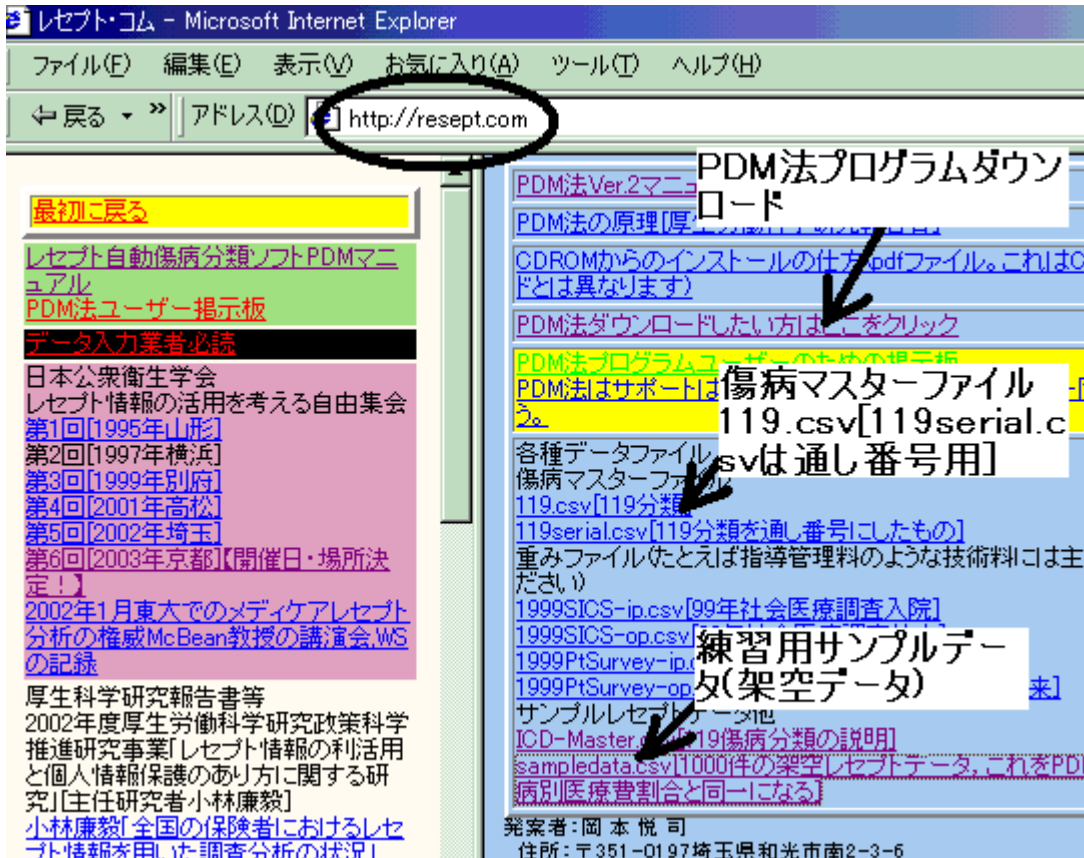 レセプト・コム - Microsoft Internet Explorer
ファイル(F) 編集(E) 表示(V) お気に入り(A) ツール(T) ヘルプ(H)
戻る » アドレス(D) http://resept.com
最初に戻る
レセプト自動傷病分類ソフトPDMマニ
ュアル
PDM法ユーザー掲示板
データ入力業者必読
日本公衆衛生学会
レセプト情報の活用を考える自由集会
第1回[1995年山形]
第2回[1997年横浜]
第3回[1999年別府]
第4回[2001年高松]
第5回[2002年埼玉]
第6回[2003年京都]【開催日・場所決
定！】
2002年1月東大でのメディケアレセプト
分析の権威McBean教授の講演会,WS
の記録
厚生科学研究報告書等
2002年度厚生労働科学研究政策科学
推進研究事業「レセプト情報の利活用
と個人情報保護のあり方に関する研
究」[主任研究者小林廉毅]
小林廉毅「全国の保険者におけるレセ
プト情報を用いた調査分析の状況」
PDM法プログラムダウン
ロード
PDM法Ver.2マニュ
PDM法の原理[厚生
CDROMからのインストールの仕方 pdfファイル。これはC
ドとは異なります)
PDM法ダウンロードしたい方はここをクリック
PDM法プログラムユーザーのための掲示板
PDM法はサポートは
う。
傷病マスターファイル
119.csv[119serial.c
svは通し番号用]
各種データファイル
傷病マスターファイル
119.csv[119分類]
119serial.csv[119分類を通し番号にしたもの]
重みファイル(たとえば指導管理料のような技術料には主
ださい)
1999SICS-ip.csv[99年社会医療調査入院]
1999SICS-op.csv
1999PtSurvey-ip.
1999PtSurvey-op
来]
練習用サンプルデー
タ(架空データ)
サンプルレセプトデータ他
ICD-Master.csv[119傷病分類の説明]
sampledata.csv[1000件の架空レセプトデータ,これをPD
病別医療費割合と同一になる]
発案者:岡本悦司
住所:〒351-0197埼玉県和光市南2-3-6